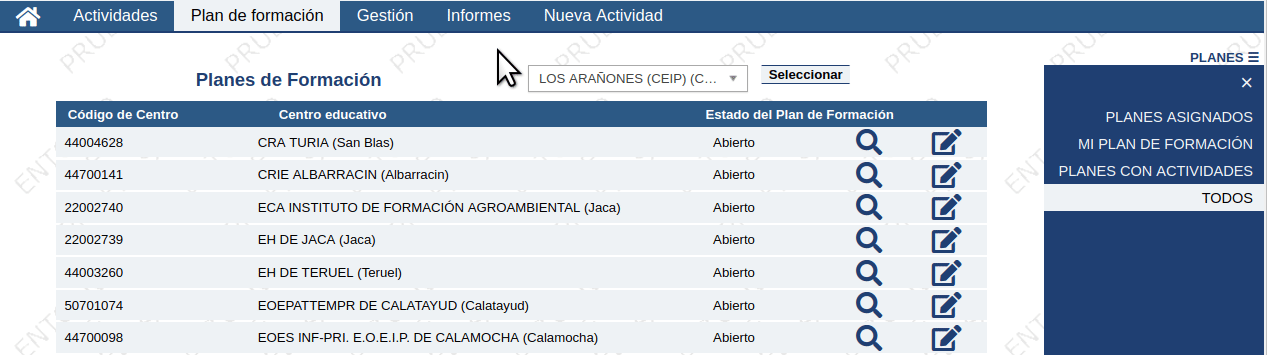 Actividades Plan de formación Gestión Informes Nueva Actividad
PLANES
Planes de Formación LOS ARAÑONES (CEIP) (C... Seleccionar
Código de Centro Centro educativo Estado del Plan de Formación
44004628 CRA TURIA (San Blas) Abierto
44700141 CRIE ALBARRACIN (Albarracin) Abierto
22002740 ECA INSTITUTO DE FORMACIÓN AGROAMBIENTAL (Jaca) Abierto
22002739 EH DE JACA (Jaca) Abierto
44003260 EH DE TERUEL (Teruel) Abierto
50701074 EOEPATTEMPR DE CALATAYUD (Calatayud) Abierto
44700098 EOES INF-PRI. E.O.E.I.P. DE CALAMOCHA (Calamocha) Abierto
×
PLANES ASIGNADOS
MI PLAN DE FORMACIÓN
PLANES CON ACTIVIDADES
TODOS